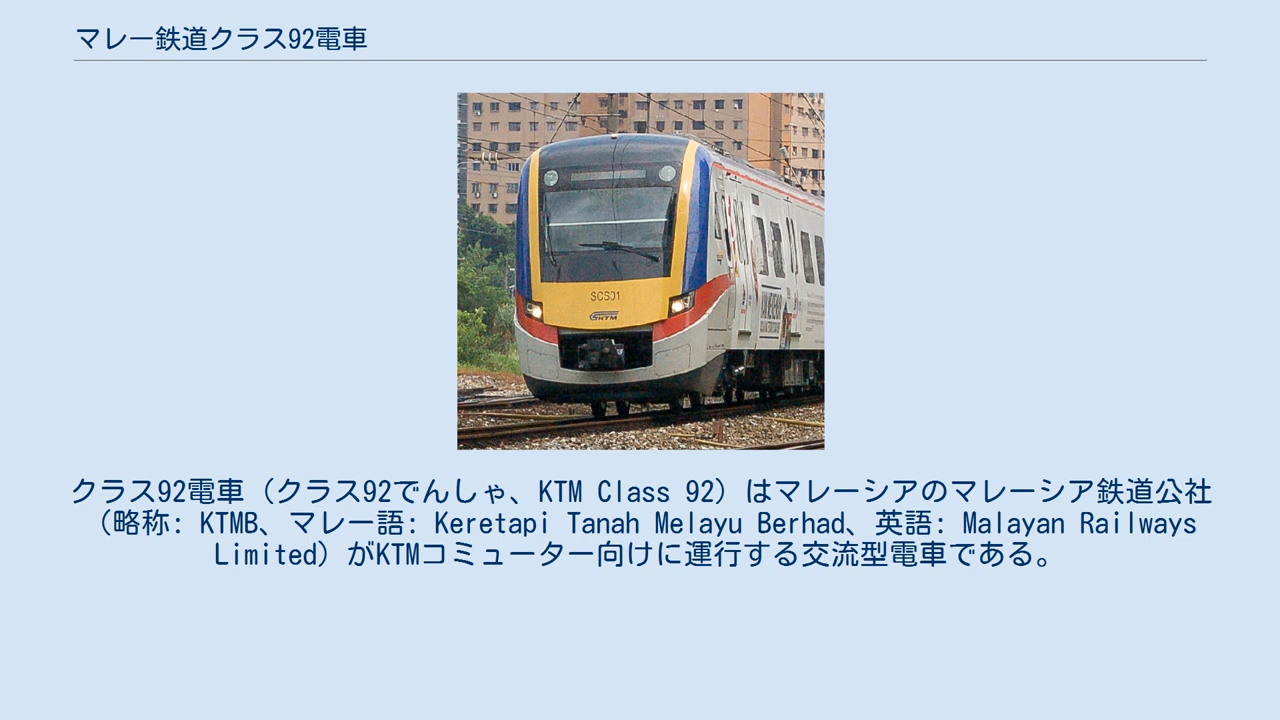 マレー鉄道クラス92電車
SCS01
KTM
クラス92電車（クラス92でんしゃ、KTM Class 92）はマレーシアのマレーシア鉄道公社
（略称: KTMB、マレー語: Keretapi Tanah Melayu Berhad、英語: Malayan Railways
Limited）がKTMコミューター向けに運行する交流型電車である。